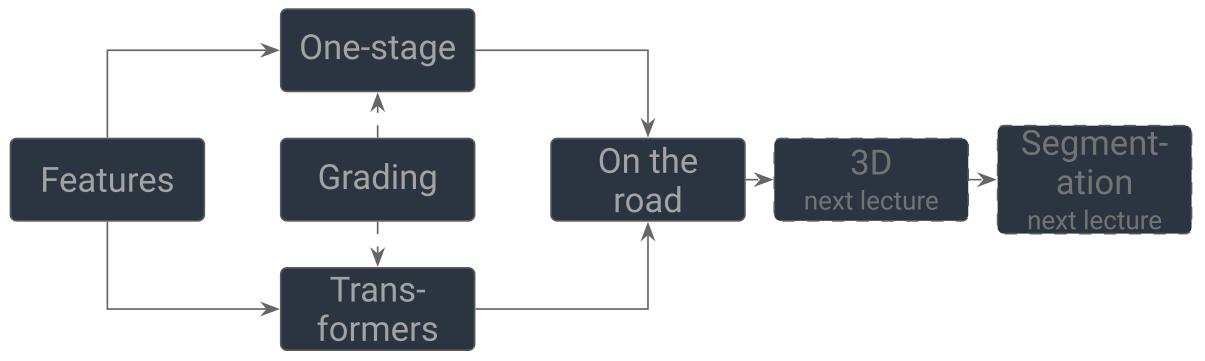 One-stage
Features
Grading
On the
road
3D
next lecture
Segment-
ation
next lecture
Trans-
formers